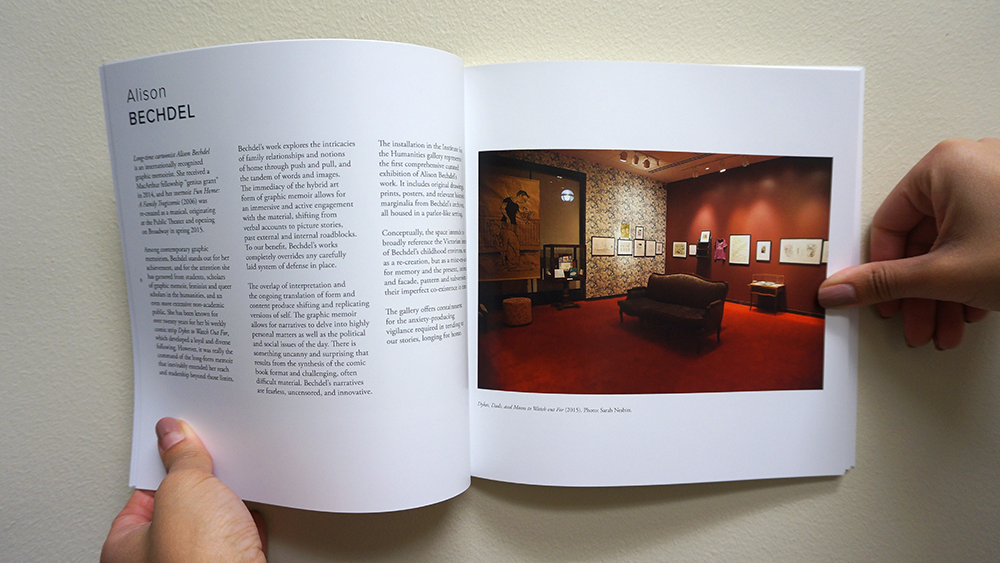 Alison
BECHDEL
Long-time cartoonist Alison Bechdel
is an internationally recognized
graphic memoirist. She received a
MacArthur fellowship "genius grant"
in 2014, and her memoir Fun Home:
A Family Tragicomic (2006) was
re-created as a musical, originating
at the Public Theater and opening
on Broadway in spring 2015.
Among contemporary graphic
memoirists, Bechdel stands out for her
achievement, and for the attention she
has garnered from students, scholars
of graphic memoir, feminist and queer
scholars in the humanities, and an
even more extensive non-academic
public. She has been known for
over twenty years for her bi weekly
comic strip Dykes to Watch Out For,
which developed a loyal and diverse
following. However, it was really the
command of the long-form memoir
that inevitably extended her reach
and readership beyond those limits.
Bechdel's work explores the intricacies
of family relationships and notions
of home through push and pull, and
the tandem of words and images.
The immediacy of the hybrid art
form of graphic memoir allows for
an immersive and active engagement
with the material, shifting from
verbal accounts to picture stories,
past external and internal roadblocks.
To our benefit, Bechdel's works
completely overrides any carefully
laid system of defense in place.
The overlap of interpretation and
the ongoing translation of form and
content produce shifting and replicating
versions of self. The graphic memoir
allows for narratives to delve into highly
personal matters as well as the political
and social issues of the day. There is
something uncanny and surprising that
results from the synthesis of the comic
book format and challenging, often
difficult material. Bechdel's narratives
are fearless, uncensored, and innovative.
The installation in the Institute for
the Humanities gallery represents
the first comprehensive curated
exhibition of Alison Bechdel's
work. It includes original drawings,
prints, posters, and relevant
marginalia from Bechdel's
all housed in a parlor-like setting.
Conceptually, the space intends
broadly reference the Victorian
of Bechdel's childhood
as a re-creation, but as a
for memory and the present,
and facade, pattern and
their imperfect co-existence
The gallery offers containment
for the anxiety-producing
vigilance required in tending
our stories, longing for home
Dykes, Dads, and Moms to Watch Out For (2015). Photo: Sarah Nesbitt.